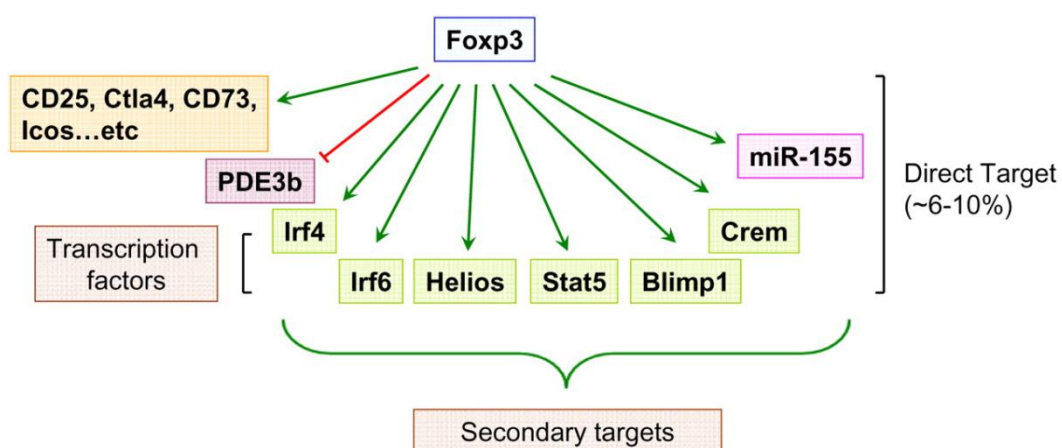 Foxp3
CD25, Ctla4, CD73,
Icos...etc
miR-155
PDE3b
Direct Target
(~6-10%)
Irf4
Crem
Transcription
factors
Irf6
Helios
Stat5
Blimp1
Secondary targets